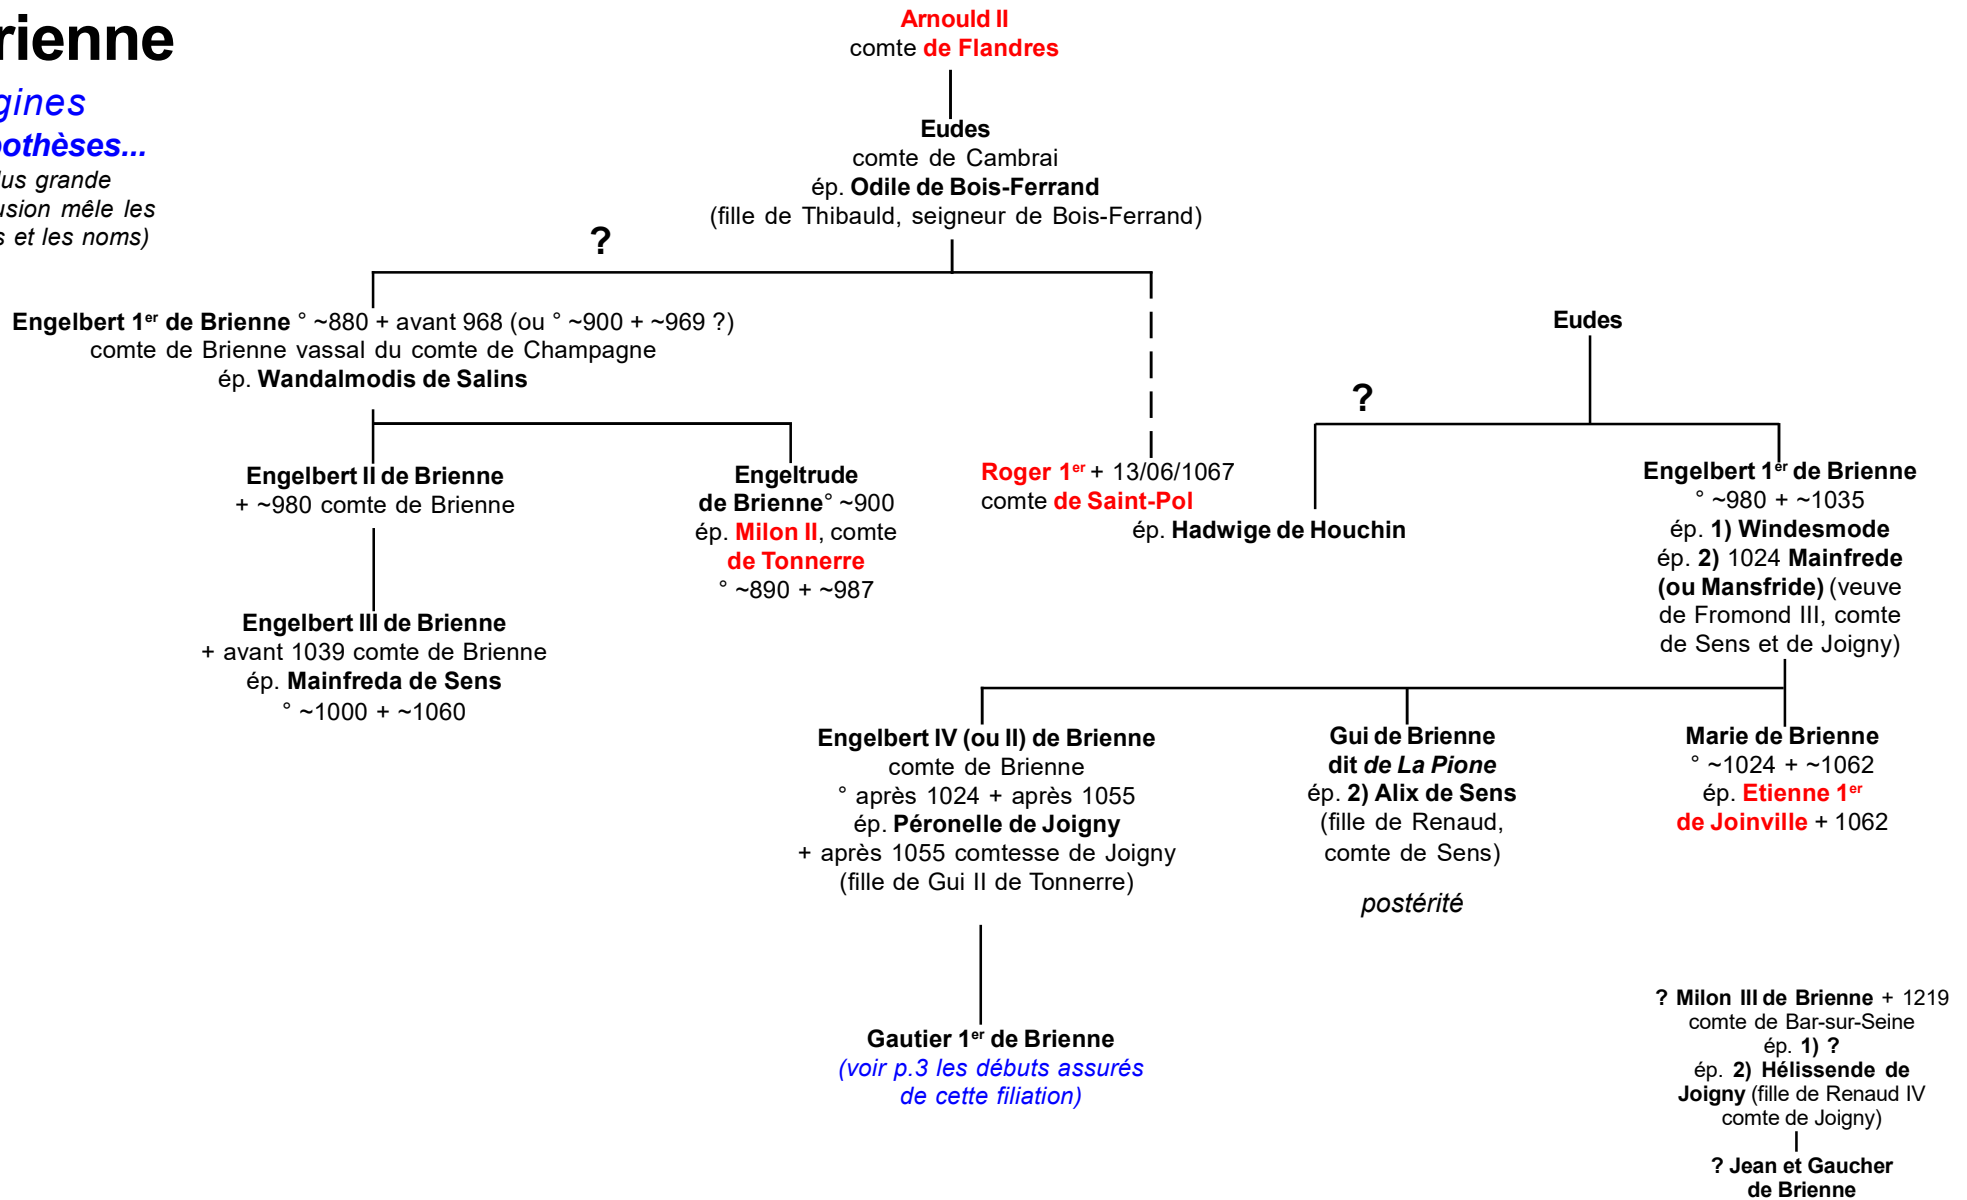 rienne
gines
othèses...
lus grande
usion mêle les
s et les noms)
Arnould II
comte de Flandres
Eudes
comte de Cambrai
ép. Odile de Bois-Ferrand
(fille de Thibauld, seigneur de Bois-Ferrand)
?
Engelbert 1er de Brienne ° ~880 + avant 968 (ou ° ~900 + ~969 ?)
comte de Brienne vassal du comte de Champagne
ép. Wandalmodis de Salins
Engelbert II de Brienne
+ ~980 comte de Brienne
Engeltrude
de Brienne° ~900
ép. Milon II, comte
de Tonnerre
° ~890 + ~987
Engelbert III de Brienne
+ avant 1039 comte de Brienne
ép. Mainfreda de Sens
° ~1000 + ~1060
Roger 1er + 13/06/1067
comte de Saint-Pol
ép. Hadwige de Houchin
Eudes
?
Engelbert 1er de Brienne
° ~980 + ~1035
ép. 1) Windesmode
ép. 2) 1024 Mainfrede
(ou Mansfride) (veuve
de Fromond III, comte
de Sens et de Joigny)
Engelbert IV (ou II) de Brienne
comte de Brienne
° après 1024 + après 1055
ép. Péronelle de Joigny
+ après 1055 comtesse de Joigny
(fille de Gui II de Tonnerre)
Gui de Brienne
dit de La Pione
ép. 2) Alix de Sens
(fille de Renaud,
comte de Sens)
postérité
Marie de Brienne
° ~1024 + ~1062
ép. Etienne 1er
de Joinville + 1062
Gautier 1er de Brienne
(voir p.3 les débuts assurés
de cette filiation)
? Milon III de Brienne + 1219
comte de Bar-sur-Seine
ép. 1) ?
ép. 2) Hélissende de
Joigny (fille de Renaud IV
comte de Joigny)
? Jean et Gaucher
de Brienne